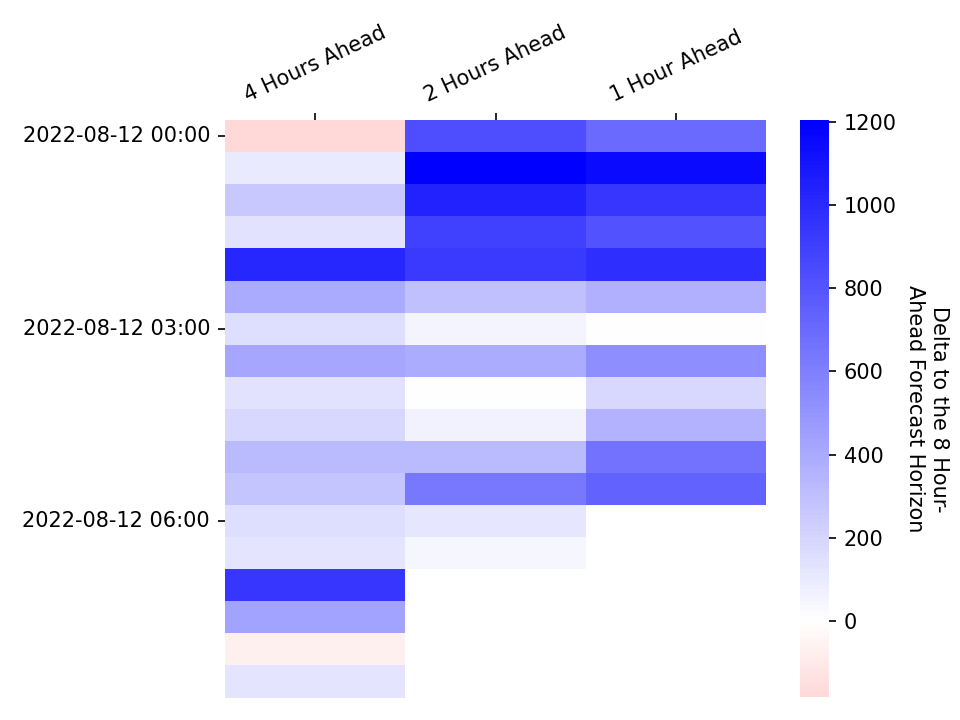 4 Hours Ahead
2 Hours Ahead
1 Hour Ahead
2022-08-12 00:00
2022-08-12 03:00
2022-08-12 06:00
1200
1000
800
600
400
200
0
Delta to the 8 Hour-
Ahead Forecast Horizon